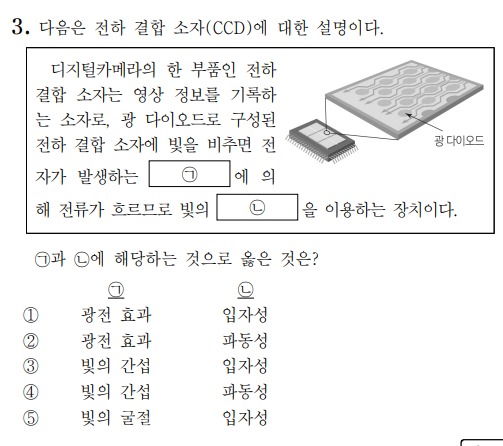 3. 다음은 전하 결합 소자(CCD)에 대한 설명이다.
디지털카메라의 한 부품인 전하
결합 소자는 영상 정보를 기록하
는 소자로, 광 다이오드로 구성된
전하 결합 소자에 빛을 비추면 전
자가 발생하는 ㉠ 에 의
해 전류가 흐르므로 빛의 ㉡ 을 이용하는 장치이다.
광 다이오드
㉠과 ㉡에 해당하는 것으로 옳은 것은?
㉠ ㉡
① 광전 효과 입자성
② 광전 효과 파동성
③ 빛의 간섭 입자성
④ 빛의 간섭 파동성
⑤ 빛의 굴절 입자성